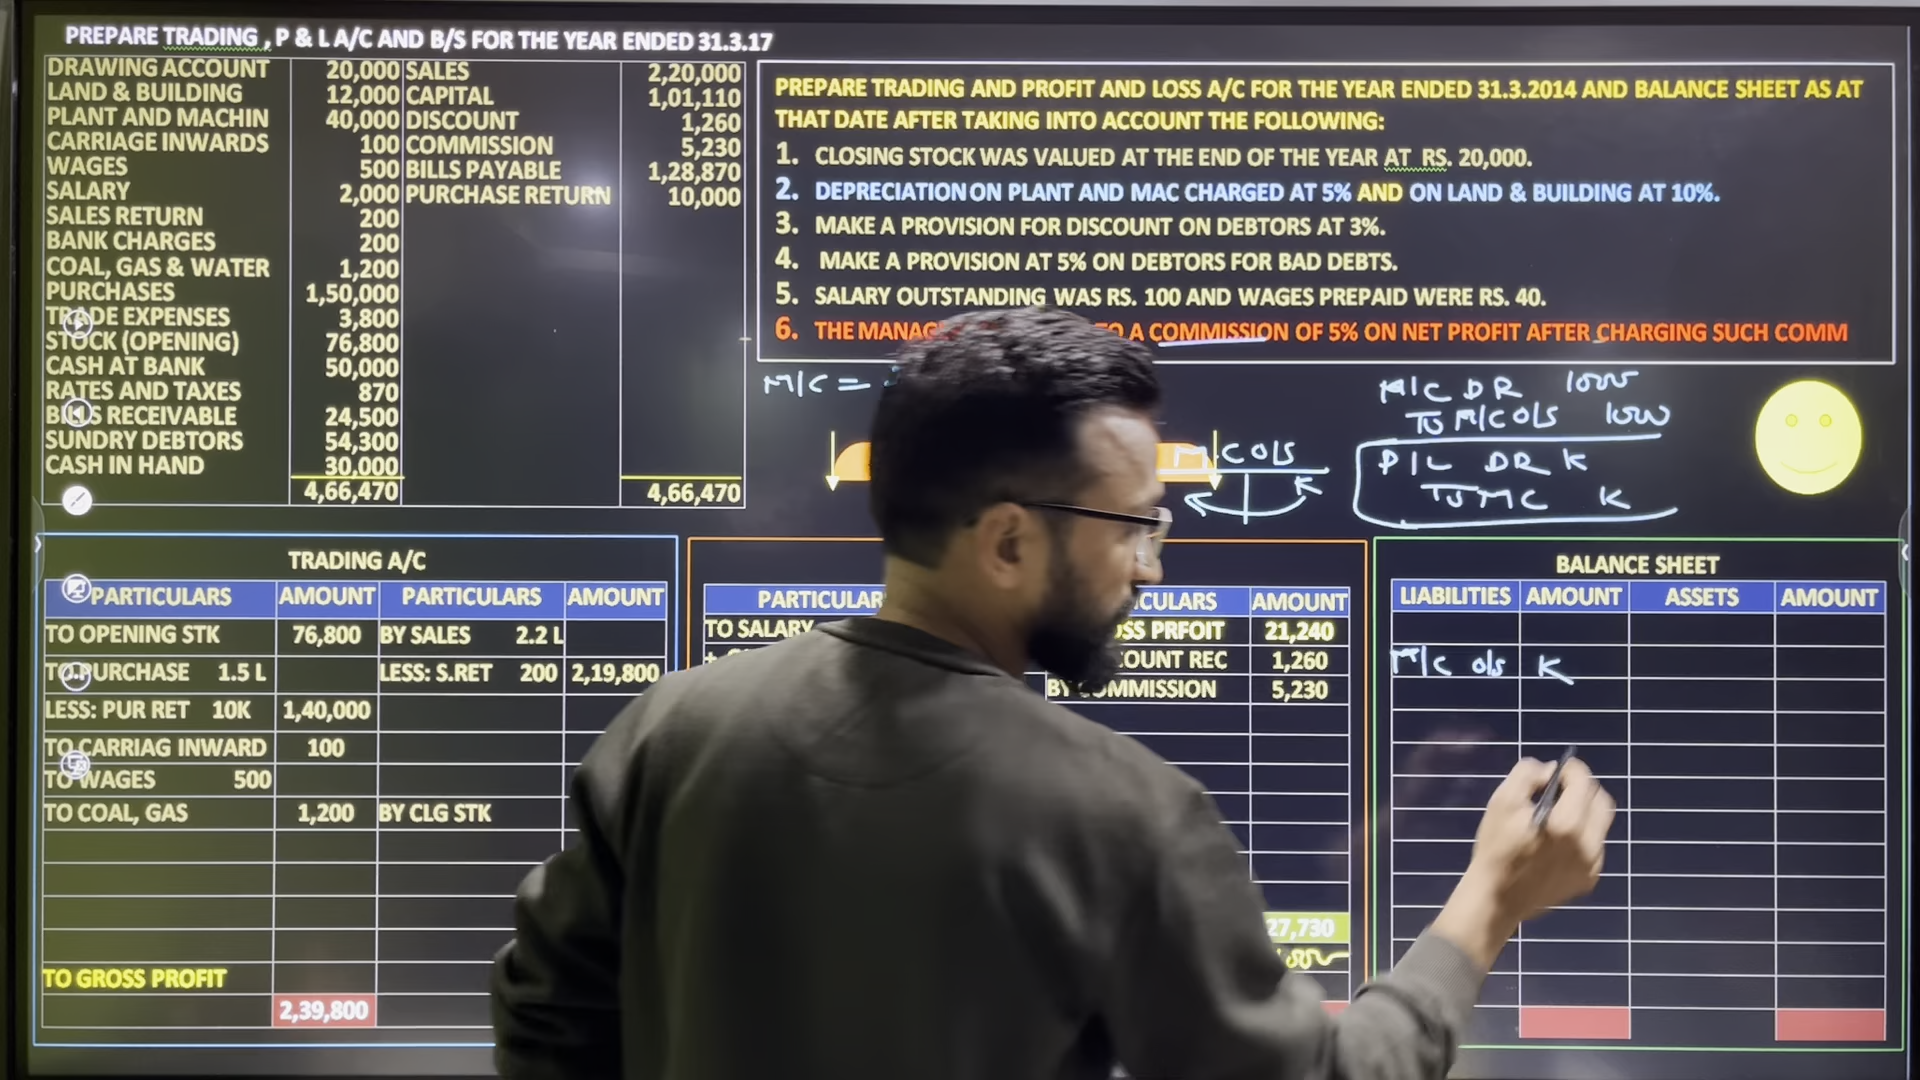 PREPARE TRADING , P & L A/C AND B/S FOR THE YEAR ENDED 31.3.17
DRAWING ACCOUNT 20,000 SALES 2,20,000
LAND & BUILDING 12,000 CAPITAL 1,01,110
PLANT AND MACHIN 40,000 DISCOUNT 1,260
CARRIAGE INWARDS 100 COMMISSION 5,230
WAGES 500 BILLS PAYABLE 1,28,870
SALARY 2,000 PURCHASE RETURN 10,000
SALES RETURN 200
BANK CHARGES 200
COAL, GAS & WATER 1,200
PURCHASES 1,50,000
TRADE EXPENSES 3,800
STOCK (OPENING) 76,800
CASH AT BANK 50,000
RATES AND TAXES 870
BILLS RECEIVABLE 24,500
SUNDRY DEBTORS 54,300
CASH IN HAND 30,000
4,66,470 4,66,470
PREPARE TRADING AND PROFIT AND LOSS A/C FOR THE YEAR ENDED 31.3.2014 AND BALANCE SHEET AS AT
THAT DATE AFTER TAKING INTO ACCOUNT THE FOLLOWING:
1. CLOSING STOCK WAS VALUED AT THE END OF THE YEAR AT RS. 20,000.
2. DEPRECIATION ON PLANT AND MAC CHARGED AT 5% AND ON LAND & BUILDING AT 10%.
3. MAKE A PROVISION FOR DISCOUNT ON DEBTORS AT 3%.
4. MAKE A PROVISION AT 5% ON DEBTORS FOR BAD DEBTS.
5. SALARY OUTSTANDING WAS RS. 100 AND WAGES PREPAID WERE RS. 40.
6. THE MANAG A COMMISSION OF 5% ON NET PROFIT AFTER CHARGING SUCH COMM
M/C =
M/C O/S
K
M/C DR 1000
TO M/C O/S 1000
P/L DR K
TO MC K
TRADING A/C
PARTICULARS AMOUNT PARTICULARS AMOUNT
TO OPENING STK 76,800 BY SALES 2.2 L
TO PURCHASE 1.5 L LESS: S.RET 200 2,19,800
LESS: PUR RET 10K 1,40,000
TO CARRIAG INWARD 100
TO WAGES 500
TO COAL, GAS 1,200 BY CLG STK
TO GROSS PROFIT
2,39,800
PARTICULAR CULARS AMOUNT
TO SALARY SS PRFOIT 21,240
COUNT REC 1,260
BY COMMISSION 5,230
27,730
BALANCE SHEET
LIABILITIES AMOUNT ASSETS AMOUNT
M/C O/S K